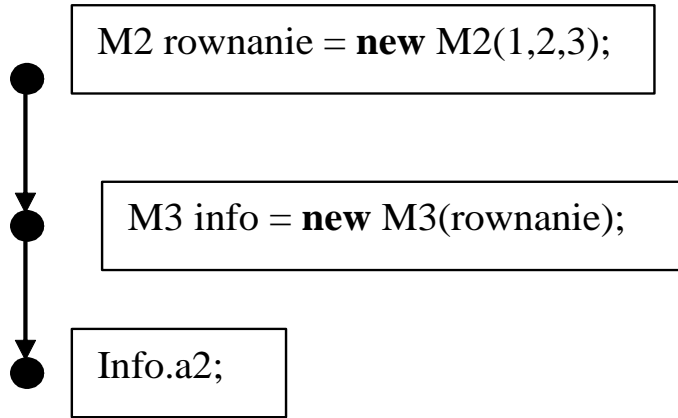 M2 rownanie = new M2(1,2,3);
M3 info = new M3(rownanie);
Info.a2;